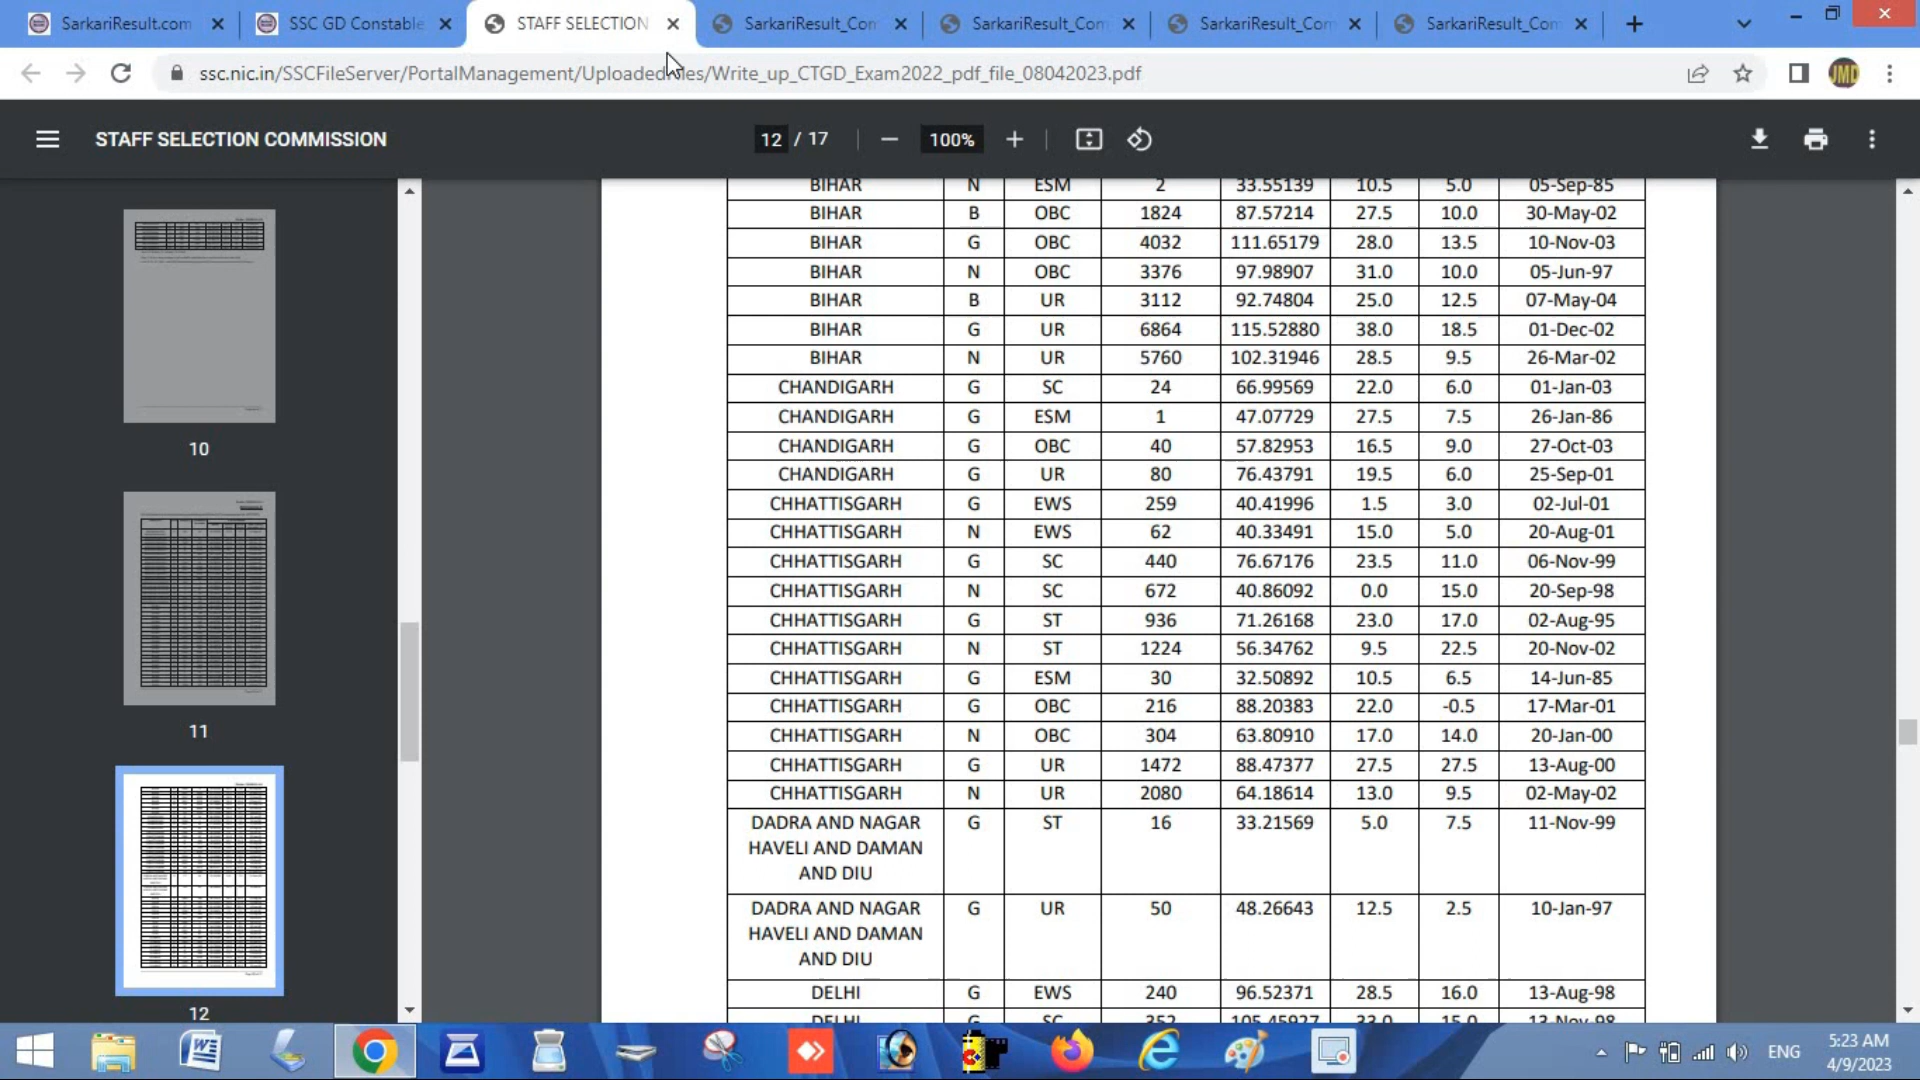 SarkariResult.com
SSC GD Constable
STAFF SELECTION
SarkariResult_Com
SarkariResult_Com
SarkariResult_Com
SarkariResult_Com
ssc.nic.in/SSCFileServer/PortalManagement/UploadedFiles/Write_up_CTGD_Exam2022_pdf_file_08042023.pdf
JMD
STAFF SELECTION COMMISSION
12 / 17
100%
BIHAR N ESM 2 33.55139 10.5 5.0 05-Sep-85
BIHAR B OBC 1824 87.57214 27.5 10.0 30-May-02
BIHAR G OBC 4032 111.65179 28.0 13.5 10-Nov-03
BIHAR N OBC 3376 97.98907 31.0 10.0 05-Jun-97
BIHAR B UR 3112 92.74804 25.0 12.5 07-May-04
BIHAR G UR 6864 115.52880 38.0 18.5 01-Dec-02
BIHAR N UR 5760 102.31946 28.5 9.5 26-Mar-02
CHANDIGARH G SC 24 66.99569 22.0 6.0 01-Jan-03
CHANDIGARH G ESM 1 47.07729 27.5 7.5 26-Jan-86
CHANDIGARH G OBC 40 57.82953 16.5 9.0 27-Oct-03
CHANDIGARH G UR 80 76.43791 19.5 6.0 25-Sep-01
CHHATTISGARH G EWS 259 40.41996 1.5 3.0 02-Jul-01
CHHATTISGARH N EWS 62 40.33491 15.0 5.0 20-Aug-01
CHHATTISGARH G SC 440 76.67176 23.5 11.0 06-Nov-99
CHHATTISGARH N SC 672 40.86092 0.0 15.0 20-Sep-98
CHHATTISGARH G ST 936 71.26168 23.0 17.0 02-Aug-95
CHHATTISGARH N ST 1224 56.34762 9.5 22.5 20-Nov-02
CHHATTISGARH G ESM 30 32.50892 10.5 6.5 14-Jun-85
CHHATTISGARH G OBC 216 88.20383 22.0 -0.5 17-Mar-01
CHHATTISGARH N OBC 304 63.80910 17.0 14.0 20-Jan-00
CHHATTISGARH G UR 1472 88.47377 27.5 27.5 13-Aug-00
CHHATTISGARH N UR 2080 64.18614 13.0 9.5 02-May-02
DADRA AND NAGAR G ST 16 33.21569 5.0 7.5 11-Nov-99
HAVELI AND DAMAN
AND DIU
DADRA AND NAGAR G UR 50 48.26643 12.5 2.5 10-Jan-97
HAVELI AND DAMAN
AND DIU
DELHI G EWS 240 96.52371 28.5 16.0 13-Aug-98
DELHI G SC 352 105.45927 33.0 15.0 13-Nov-98
10
11
12
ENG
5:23 AM
4/9/2023